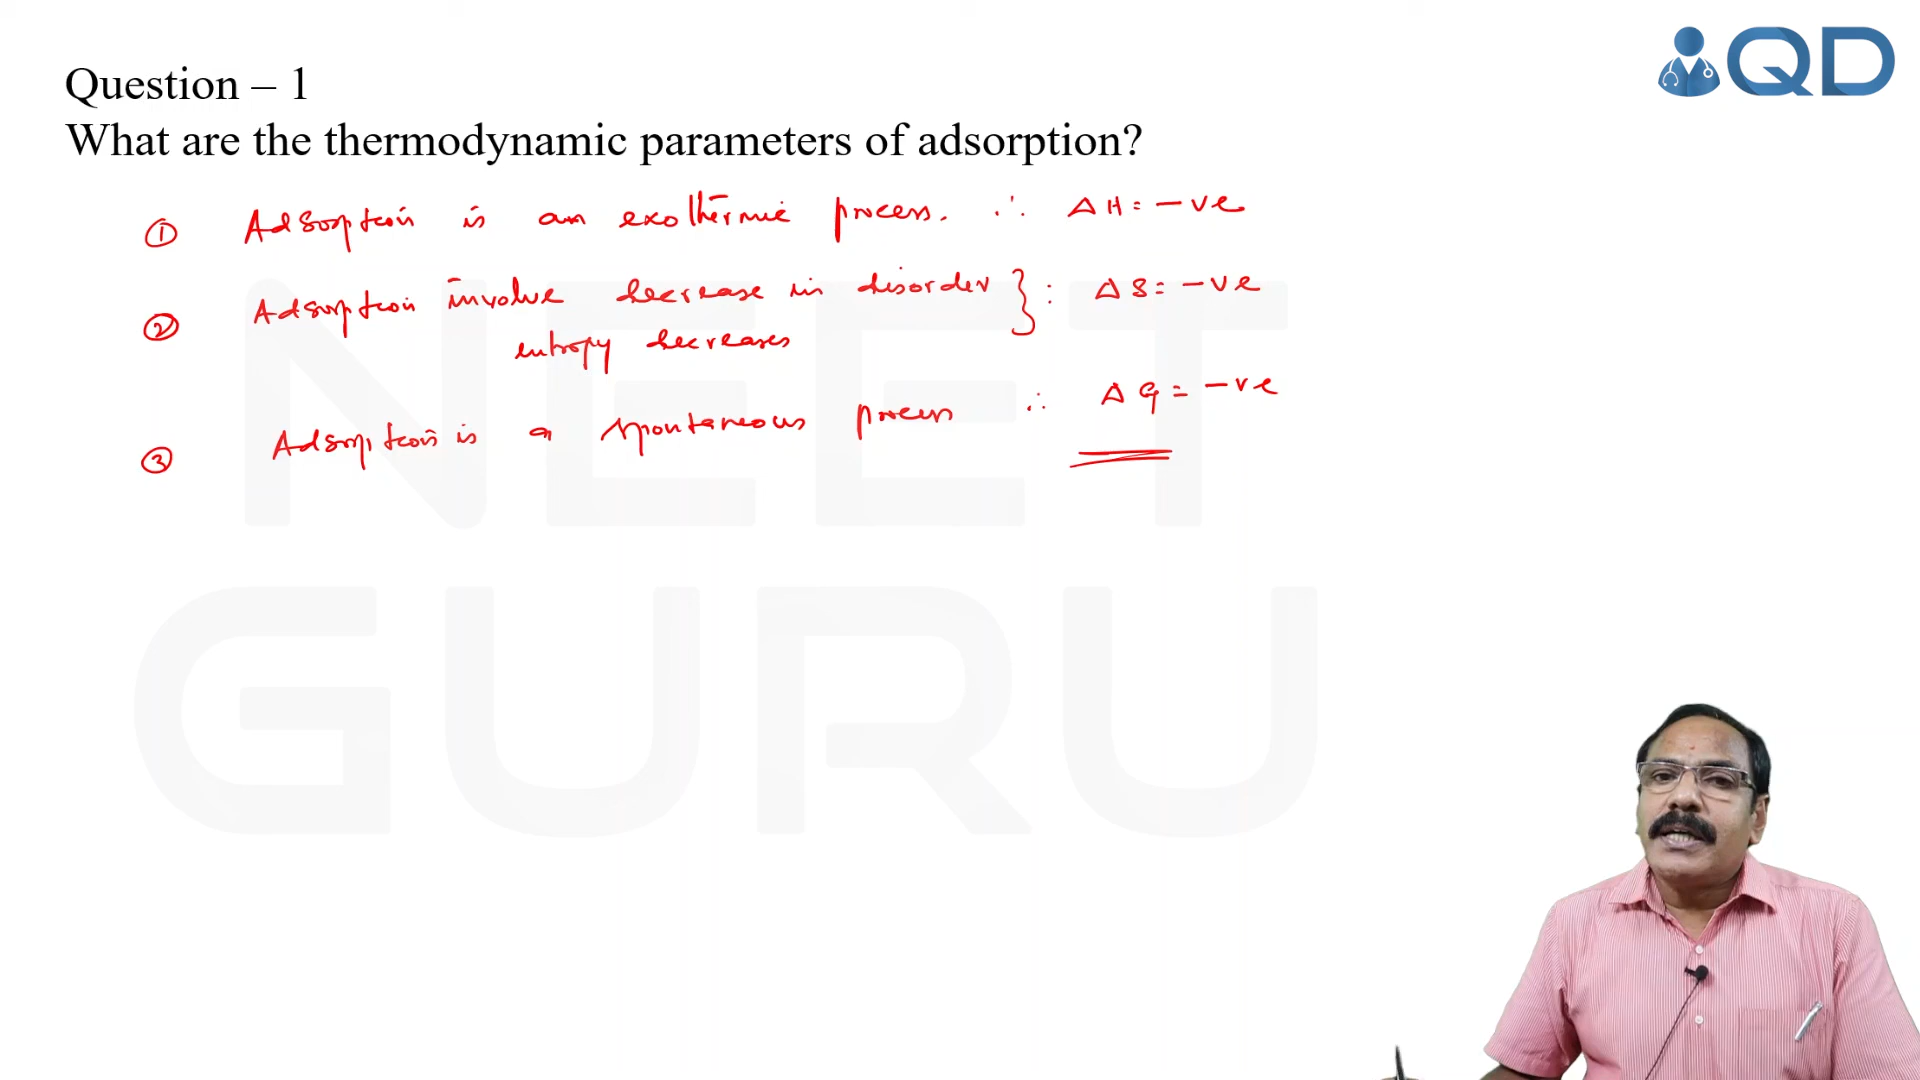 QD
Question – 1
What are the thermodynamic parameters of adsorption?
① Adsorption is an exothermic process. ∴ ΔH = -ve
② Adsorption involve decrease in disorder } : ΔS = -ve
entropy decreases
③ Adsorption is a spontaneous process ∴ ΔG = -ve
NEET
GURU